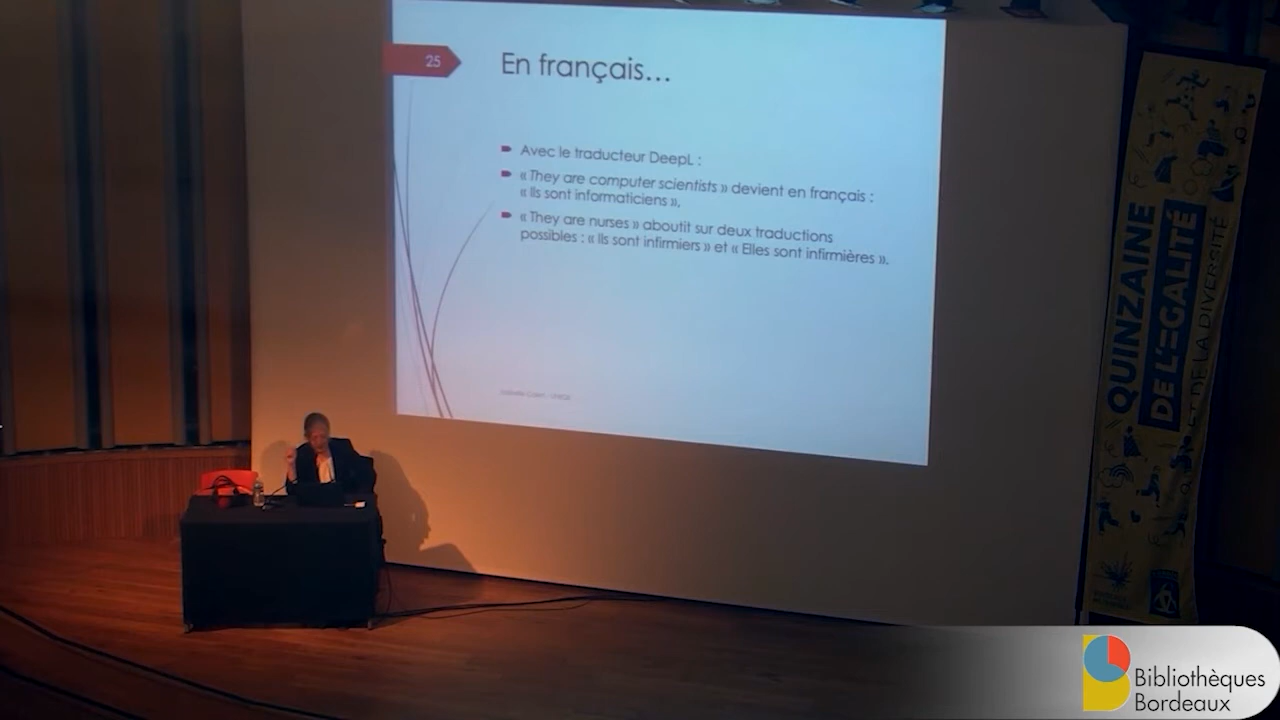 25
En français...
Avec le traducteur DeepL :
« They are computer scientists » devient en français :
« Ils sont informaticiens »,
« They are nurses » aboutit sur deux traductions
possibles : « Ils sont infirmiers » et « Elles sont infirmières ».
QUINZAINE
DE L'ÉGALITÉ
ET DE LA DIVERSITÉ
Bibliothèques
Bordeaux